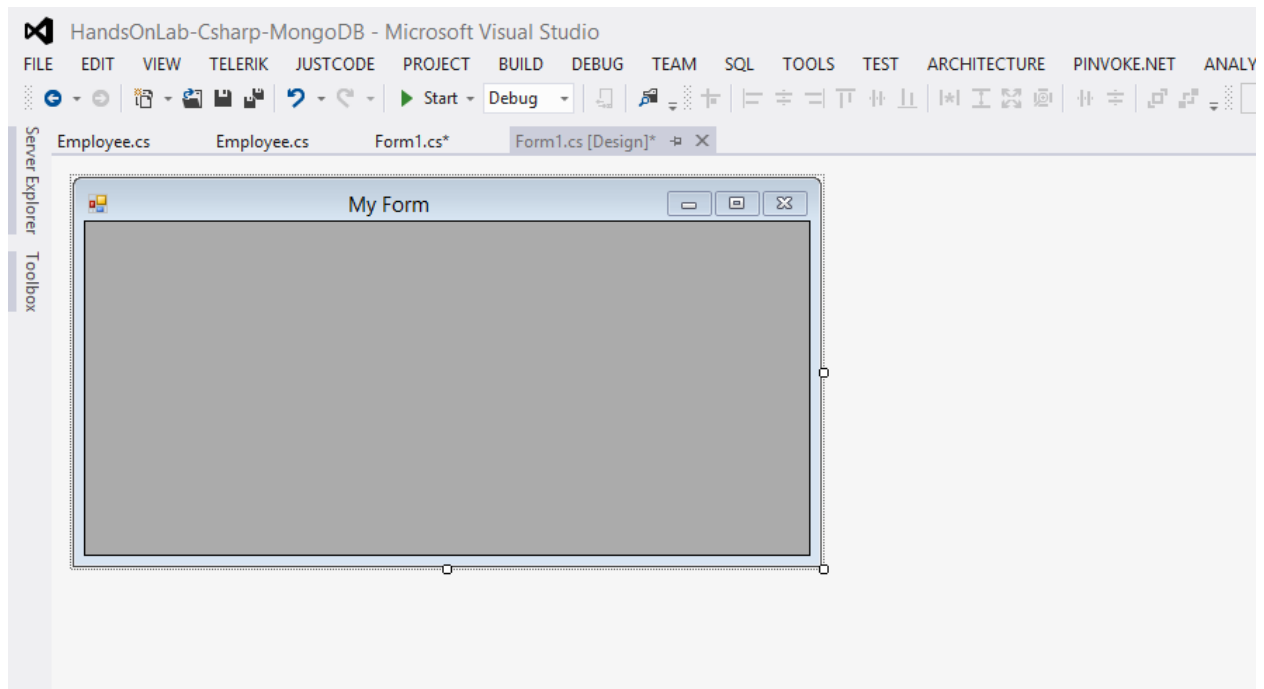 HandsOnLab-Csharp-MongoDB - Microsoft Visual Studio
FILE EDIT VIEW TELERIK JUSTCODE PROJECT BUILD DEBUG TEAM SQL TOOLS TEST ARCHITECTURE PINVOKE.NET ANALY
Start Debug
Employee.cs Employee.cs Form1.cs* Form1.cs [Design]*
Server Explorer
Toolbox
My Form